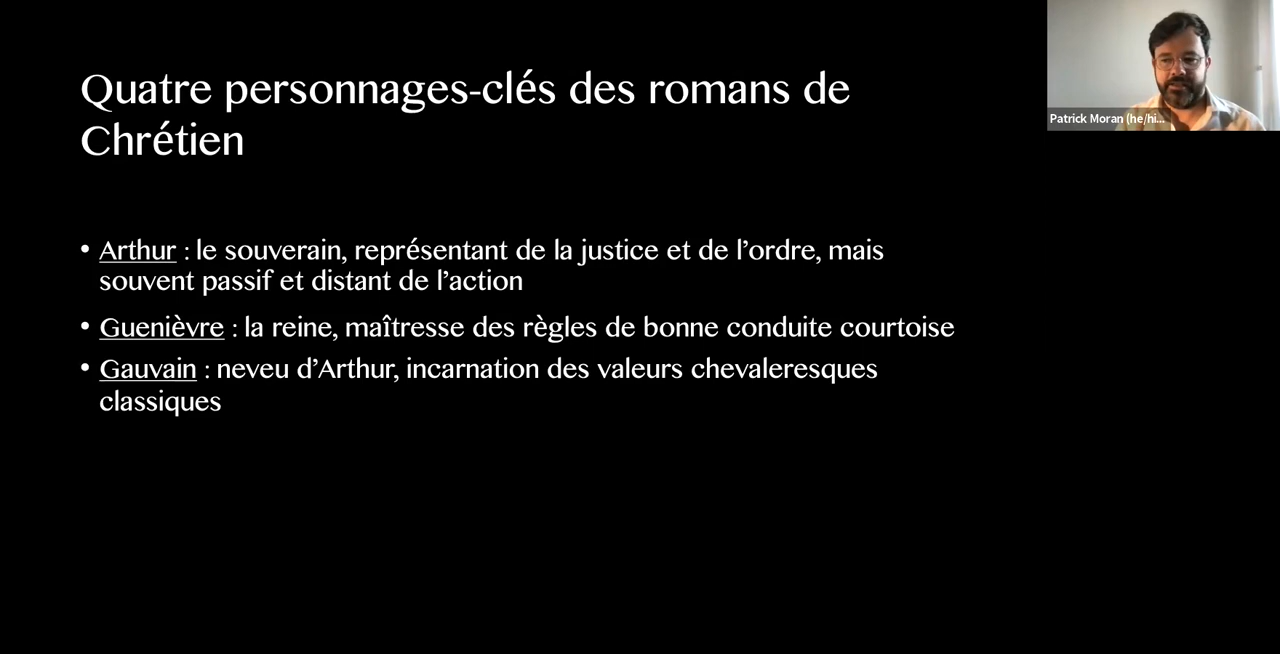 Quatre personnages-clés des romans de
Chrétien
Patrick Moran (he/hi...
• Arthur : le souverain, représentant de la justice et de l’ordre, mais
souvent passif et distant de l’action
• Guenièvre : la reine, maîtresse des règles de bonne conduite courtoise
• Gauvain : neveu d’Arthur, incarnation des valeurs chevaleresques
classiques